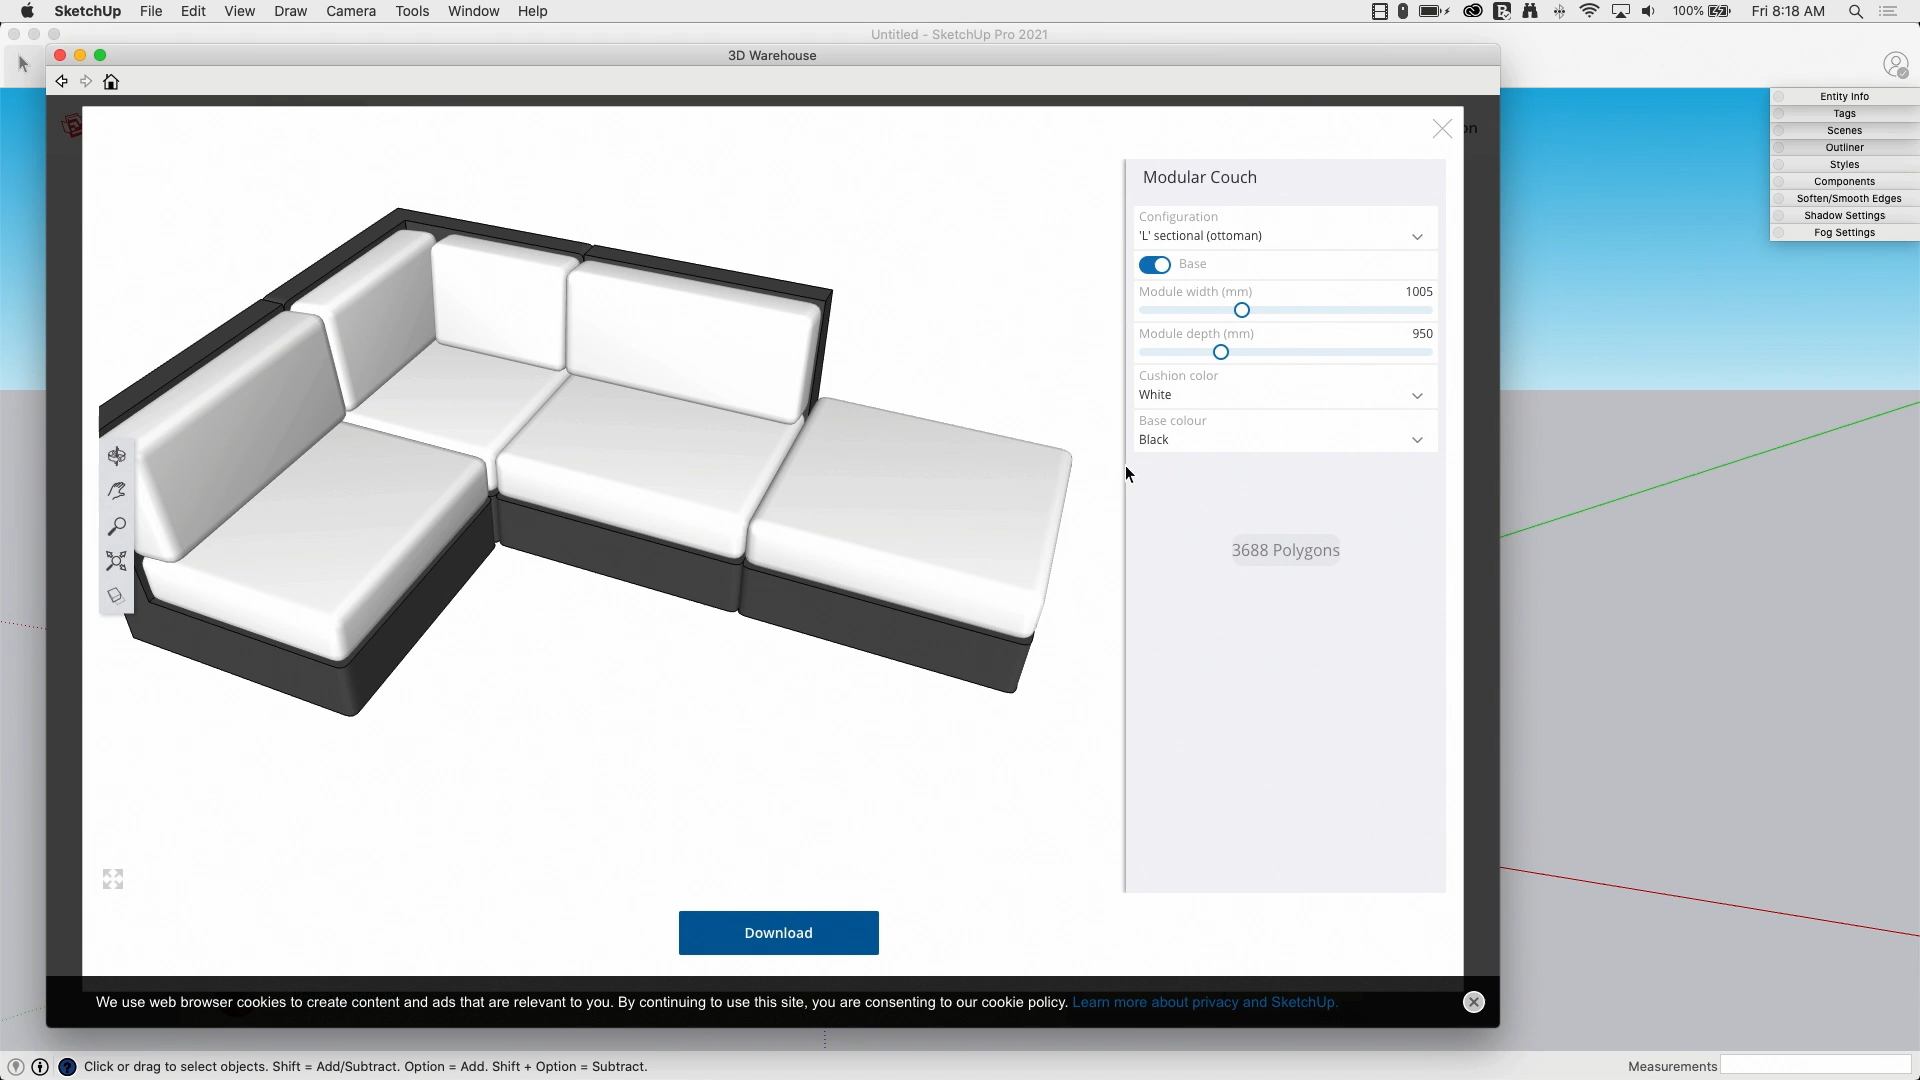 SketchUp File Edit View Draw Camera Tools Window Help
100% Fri 8:18 AM
Untitled - SketchUp Pro 2021
3D Warehouse
on
Modular Couch
Configuration
'L' sectional (ottoman)
Base
Module width (mm) 1005
Module depth (mm) 950
Cushion color
White
Base colour
Black
3688 Polygons
Download
We use web browser cookies to create content and ads that are relevant to you. By continuing to use this site, you are consenting to our cookie policy. Learn more about privacy and SketchUp.
Entity Info
Tags
Scenes
Outliner
Styles
Components
Soften/Smooth Edges
Shadow Settings
Fog Settings
Click or drag to select objects. Shift = Add/Subtract. Option = Add. Shift + Option = Subtract.
Measurements